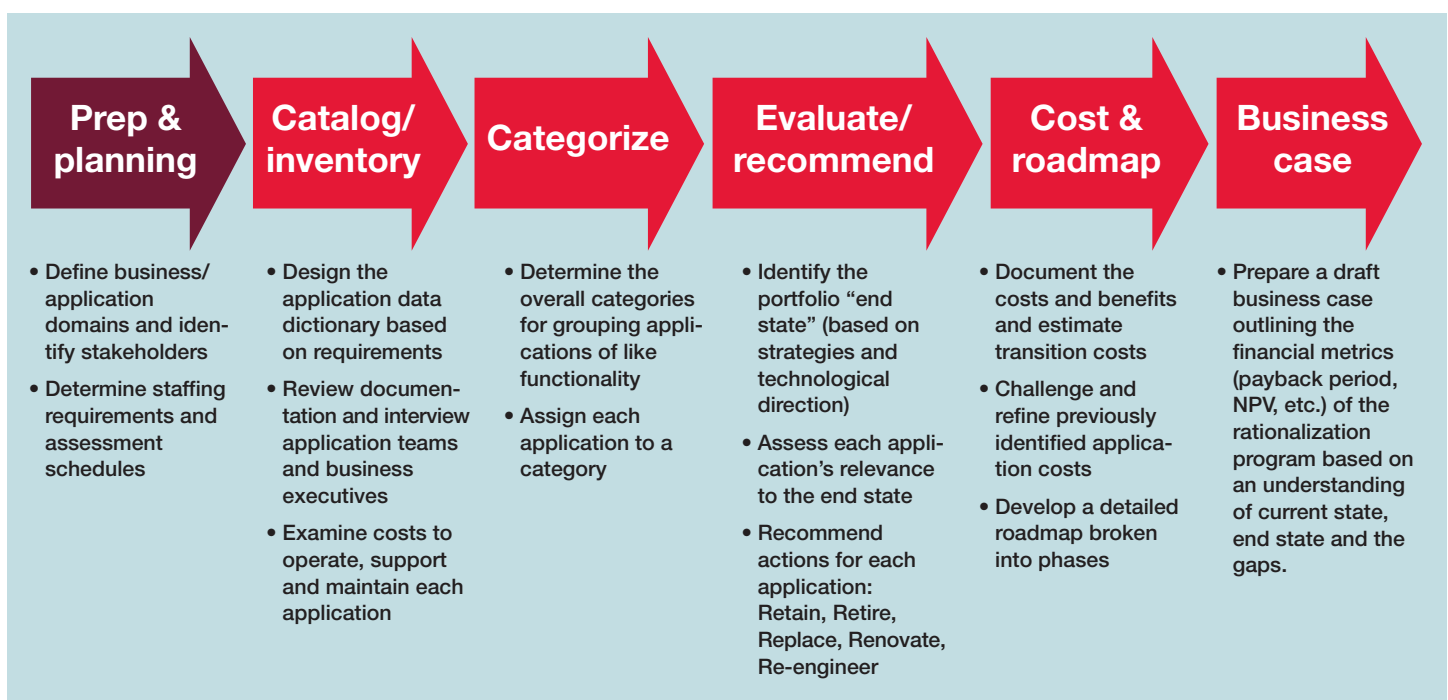 Prep &
planning
Catalog/
inventory
Categorize
Evaluate/
recommend
Cost &
roadmap
Business
case
• Define business/
application
domains and iden-
tify stakeholders
• Determine staffing
requirements and
assessment
schedules
• Design the
application data
dictionary based
on requirements
• Review documen-
tation and interview
application teams
and business
executives
• Examine costs to
operate, support
and maintain each
application
• Determine the
overall categories
for grouping appli-
cations of like
functionality
• Assign each
application to a
category
• Identify the
portfolio “end
state” (based on
strategies and
technological
direction)
• Assess each appli-
cation’s relevance
to the end state
• Recommend
actions for each
application:
Retain, Retire,
Replace, Renovate,
Re-engineer
• Document the
costs and benefits
and estimate
transition costs
• Challenge and
refine previously
identified applica-
tion costs
• Develop a detailed
roadmap broken
into phases
• Prepare a draft
business case
outlining the
financial metrics
(payback period,
NPV, etc.) of the
rationalization
program based on
an understanding
of current state,
end state and the
gaps.